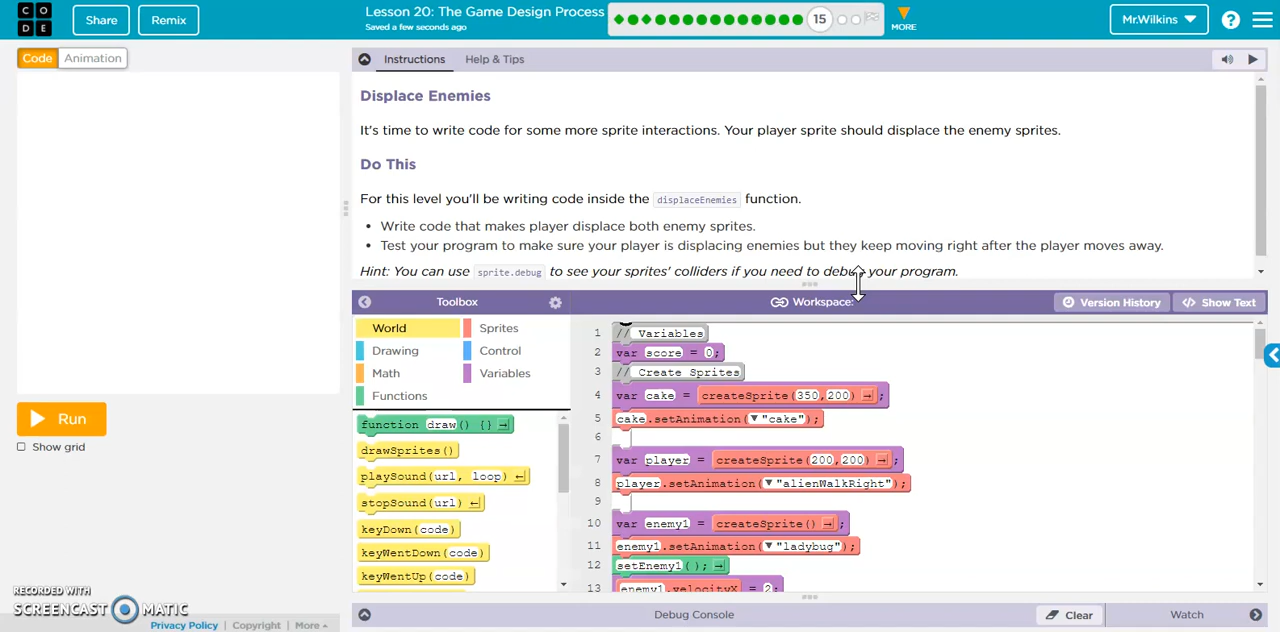 C O
D E
Share
Remix
Lesson 20: The Game Design Process
Saved a few seconds ago
15
MORE
Mr.Wilkins
?
Code
Animation
Instructions
Help & Tips
Displace Enemies
It's time to write code for some more sprite interactions. Your player sprite should displace the enemy sprites.
Do This
For this level you'll be writing code inside the displaceEnemies function.
• Write code that makes player displace both enemy sprites.
• Test your program to make sure your player is displacing enemies but they keep moving right after the player moves away.
Hint: You can use sprite.debug to see your sprites' colliders if you need to debug your program.
Toolbox
Workspace:
Version History
Show Text
World
Sprites
Drawing
Control
Math
Variables
Functions
function draw() {}
drawSprites()
playSound(url, loop)
stopSound(url)
keyDown(code)
keyWentDown(code)
keyWentUp(code)
1 // Variables
2 var score = 0;
3 // Create Sprites
4 var cake = createSprite(350,200);
5 cake.setAnimation("cake");
6
7 var player = createSprite(200,200);
8 player.setAnimation("alienWalkRight");
9
10 var enemy1 = createSprite();
11 enemy1.setAnimation("ladybug");
12 setEnemy1();
13 enemy1.velocityX = 2;
Run
Show grid
RECORDED WITH
SCREENCAST MATIC
Privacy Policy | Copyright | More
Debug Console
Clear
Watch